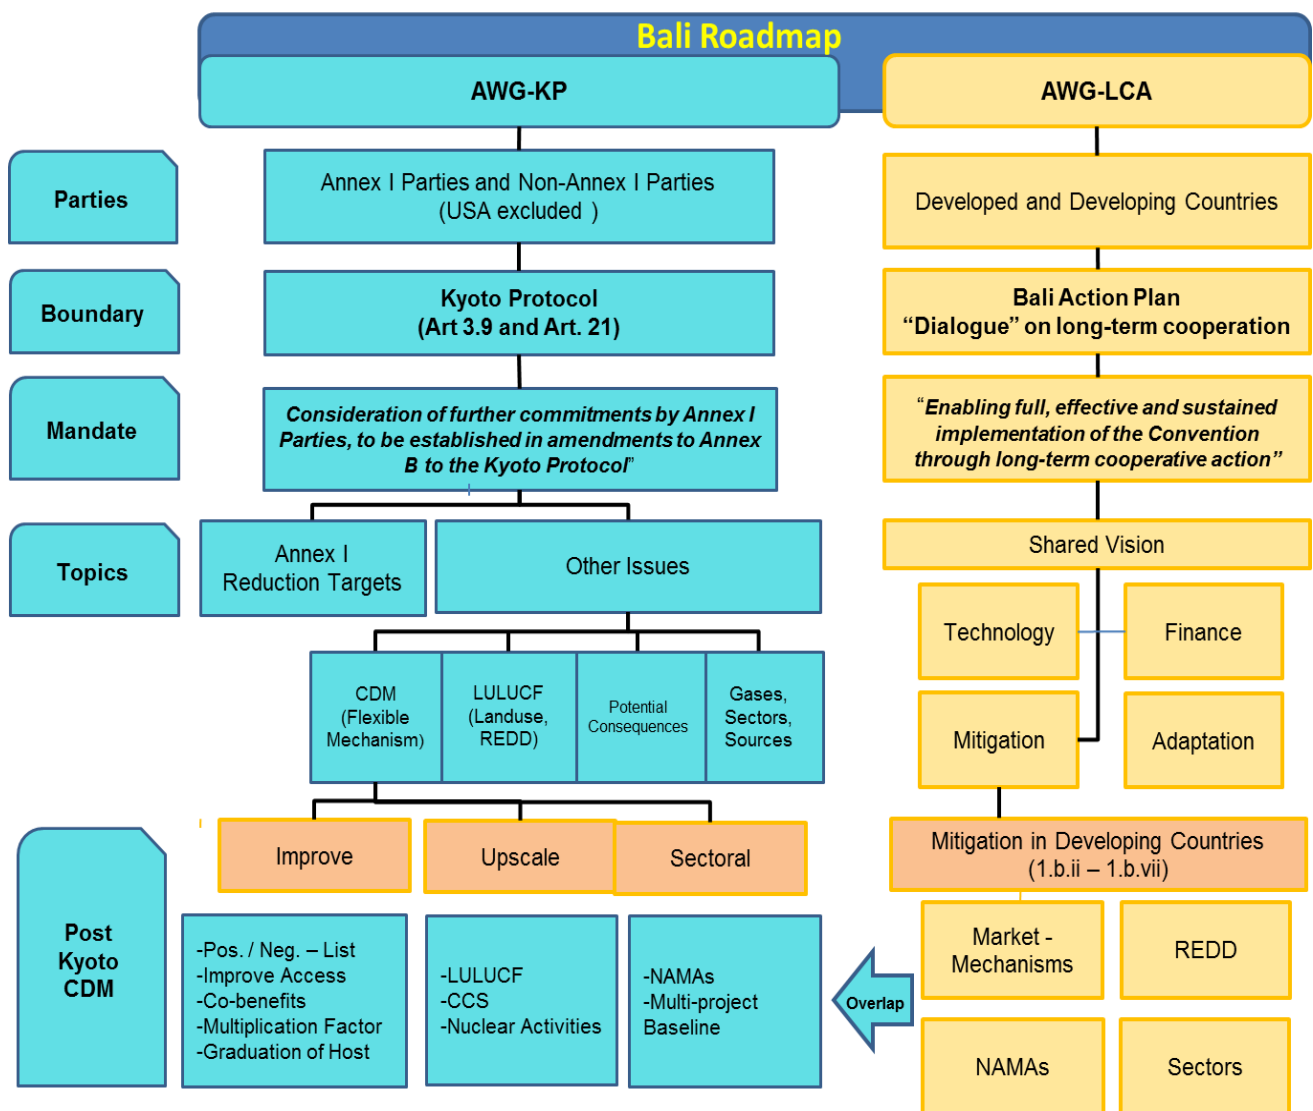 Bali Roadmap
AWG-KP
AWG-LCA
Parties
Annex I Parties and Non-Annex I Parties
(USA excluded )
Developed and Developing Countries
Boundary
Kyoto Protocol
(Art 3.9 and Art. 21)
Bali Action Plan
“Dialogue” on long-term cooperation
Mandate
Consideration of further commitments by Annex I
Parties, to be established in amendments to Annex
B to the Kyoto Protocol”
“Enabling full, effective and sustained
implementation of the Convention
through long-term cooperative action”
Topics
Annex I
Reduction Targets
Other Issues
Shared Vision
Technology
Finance
CDM
(Flexible
Mechanism)
LULUCF
(Landuse,
REDD)
Potential
Consequences
Gases,
Sectors,
Sources
Mitigation
Adaptation
Improve
Upscale
Sectoral
Mitigation in Developing Countries
(1.b.ii – 1.b.vii)
Post
Kyoto
CDM
-Pos. / Neg. – List
-Improve Access
-Co-benefits
-Multiplication Factor
-Graduation of Host
-LULUCF
-CCS
-Nuclear Activities
-NAMAs
-Multi-project
Baseline
Overlap
Market -
Mechanisms
REDD
NAMAs
Sectors